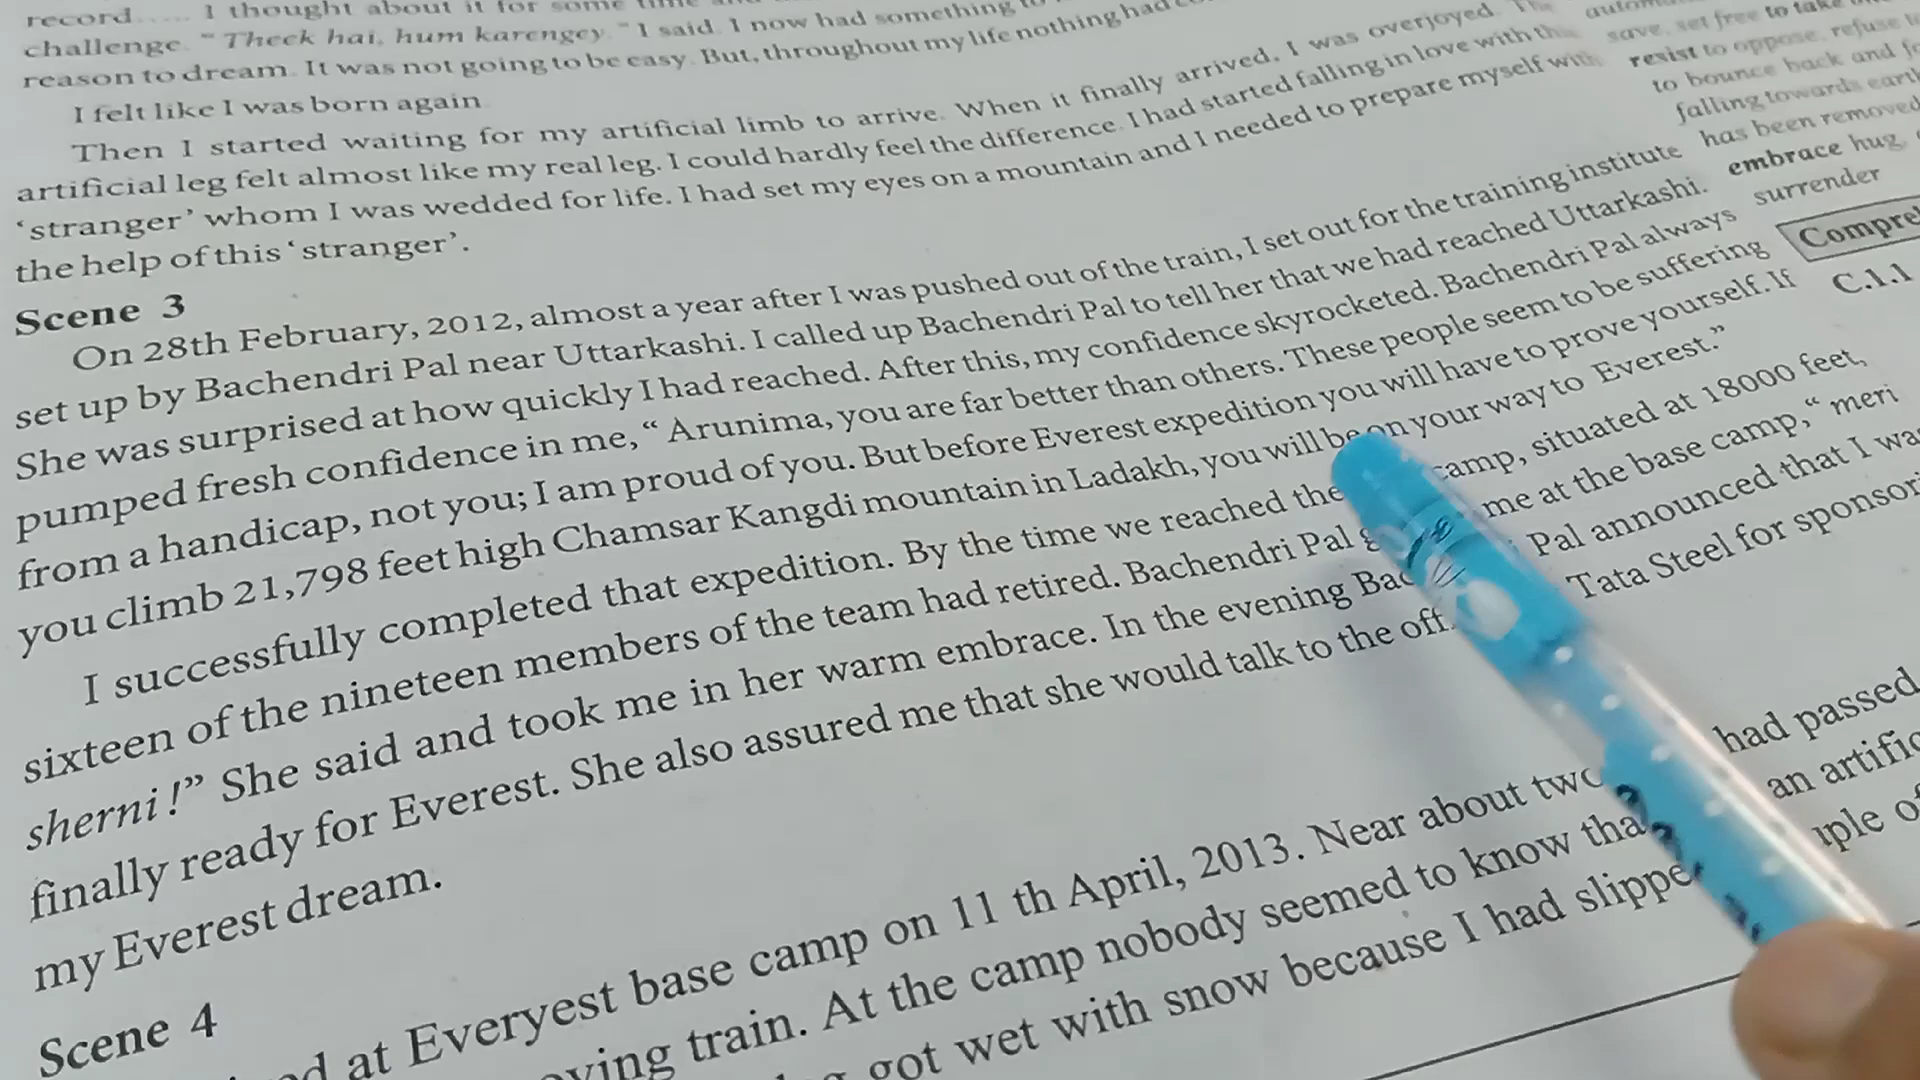 record..... I thought about it for some time and
challenge. "Theek hai, hum karengey." I said. I now had something to
reason to dream. It was not going to be easy. But, throughout my life nothing had
I felt like I was born again
Then I started waiting for my artificial limb to arrive. When it finally arrived, I was overjoyed.
artificial leg felt almost like my real leg. I could hardly feel the difference. I had started falling in love with
'stranger' whom I was wedded for life. I had set my eyes on a mountain and I needed to prepare myself with
the help of this 'stranger'.
Scene 3
On 28th February, 2012, almost a year after I was pushed out of the train, I set out for the training institute
set up by Bachendri Pal near Uttarkashi. I called up Bachendri Pal to tell her that we had reached Uttarkashi.
She was surprised at how quickly I had reached. After this, my confidence skyrocketed. Bachendri Pal always
pumped fresh confidence in me, "Arunima, you are far better than others. These people seem to be suffering
from a handicap, not you; I am proud of you. But before Everest expedition you will have to prove yourself. If
you climb 21,798 feet high Chamsar Kangdi mountain in Ladakh, you will be on your way to Everest."
I successfully completed that expedition. By the time we reached the camp, situated at 18000 feet,
sixteen of the nineteen members of the team had retired. Bachendri Pal me at the base camp, "meri
sherni!" She said and took me in her warm embrace. In the evening Pal announced that I was
finally ready for Everest. She also assured me that she would talk to the Tata Steel for
my Everest dream.
Scene 4
at Everyest base camp on 11 th April, 2013. Near about two had passed
train. At the camp nobody seemed to know that an
got wet with snow because I had of
save, set free to take
resist to oppose, refuse
to bounce back and
falling towards
has been removed
embrace hug,
surrender
C.1.1